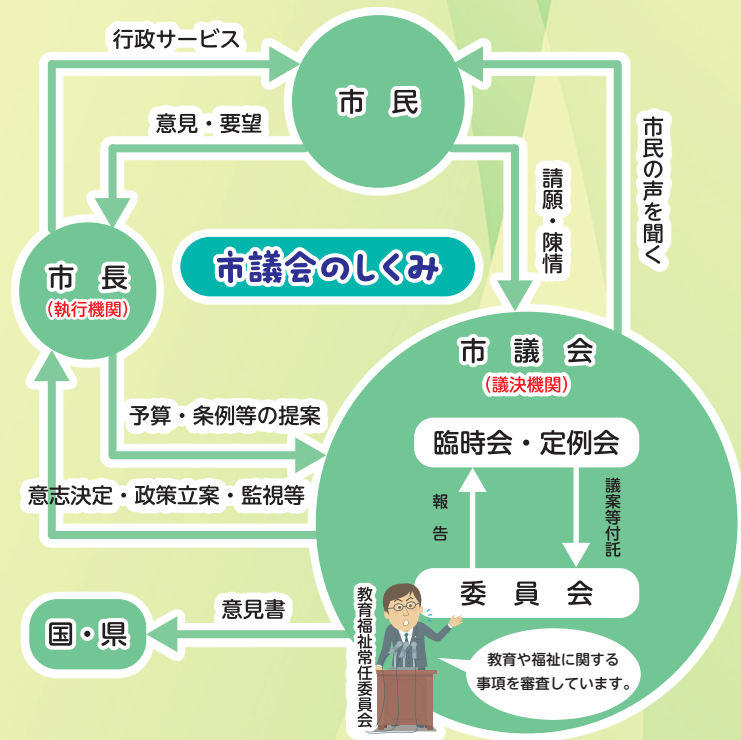 行政サービス
市民
意見・要望
市民の声を聞く
請願・陳情
市議会のしくみ
市長
(執行機関)
市議会
(議決機関)
予算・条例等の提案
臨時会・定例会
意志決定・政策立案・監視等
報告
議案等付託
委員会
意見書
国・県
教育福祉常任委員会
教育や福祉に関する
事項を審査しています。